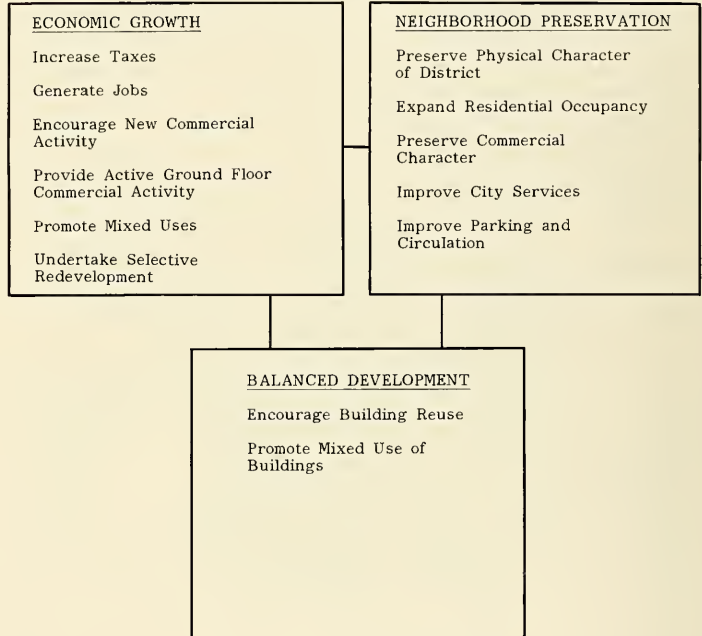 ECONOMIC GROWTH
Increase Taxes
Generate Jobs
Encourage New Commercial
Activity
Provide Active Ground Floor
Commercial Activity
Promote Mixed Uses
Undertake Selective
Redevelopment
NEIGHBORHOOD PRESERVATION
Preserve Physical Character
of District
Expand Residential Occupancy
Preserve Commercial
Character
Improve City Services
Improve Parking and
Circulation
BALANCED DEVELOPMENT
Encourage Building Reuse
Promote Mixed Use of
Buildings